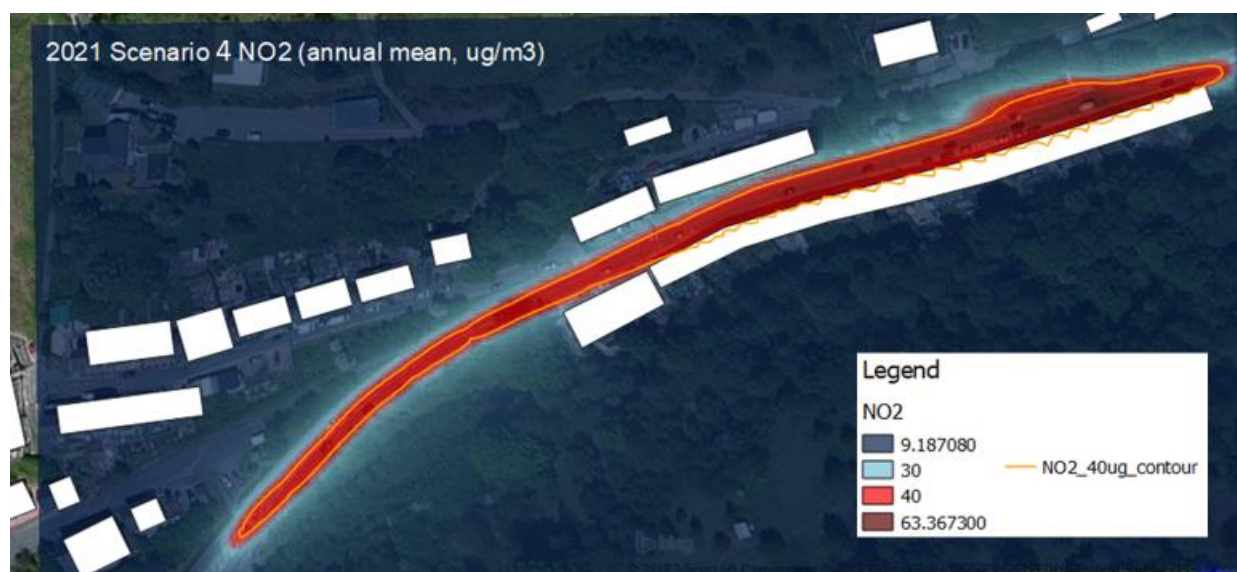 2021 Scenario 4 NO2 (annual mean, ug/m3)
Legend
NO2
9.187080
30
40
63.367300
NO2_40ug_contour